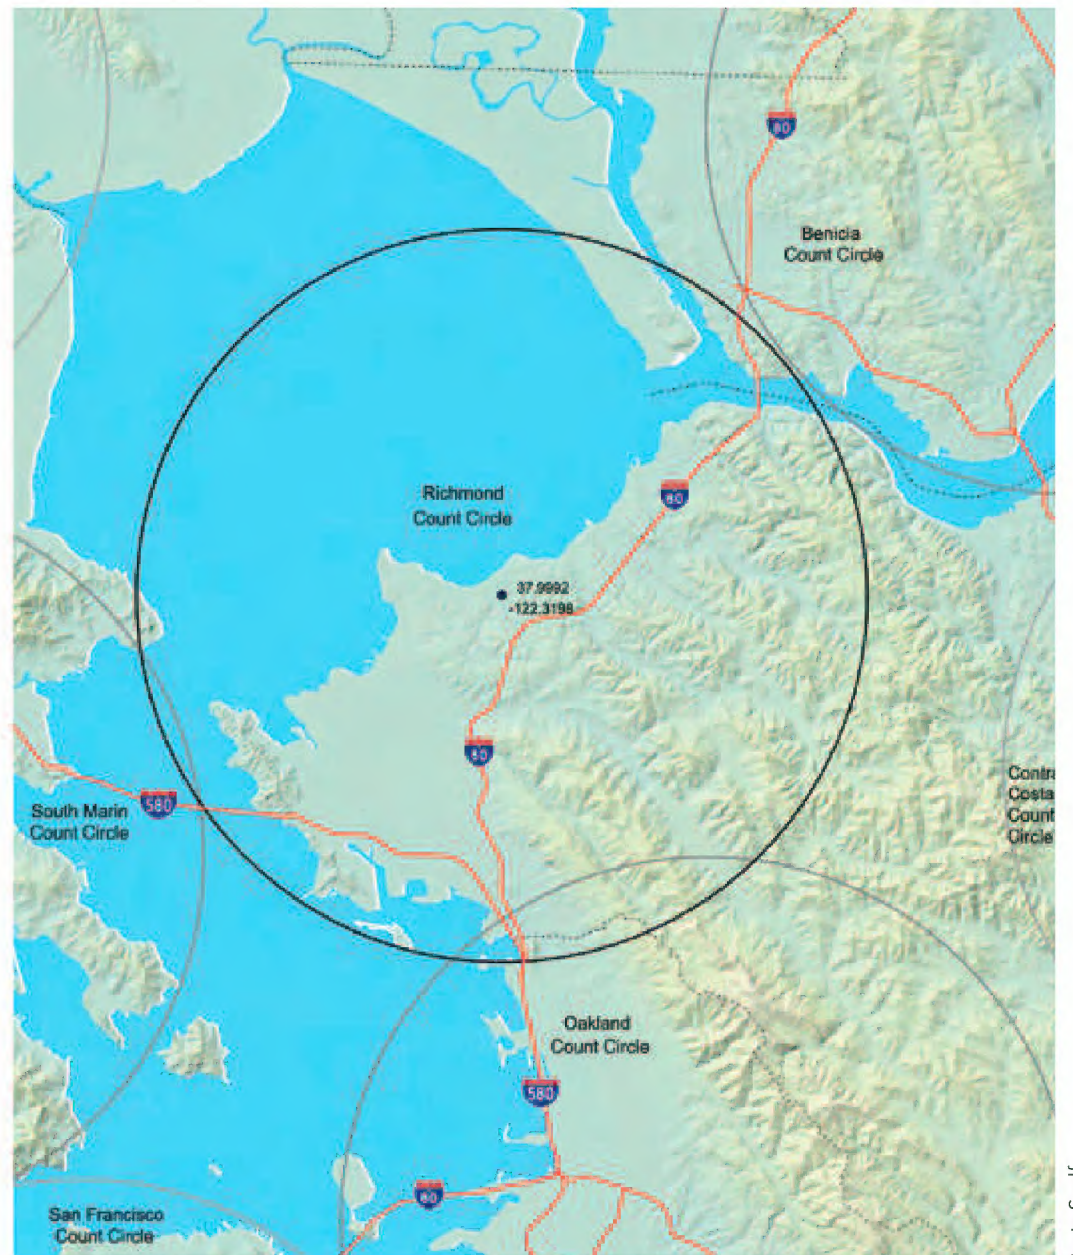 80
Benicia
Count Circle
Richmond
Count Circle
80
37.9992
-122.3198
80
Contra
Costa
Count
Circle
580
South Marin
Count Circle
Oakland
Count Circle
580
80
San Francisco
Count Circle